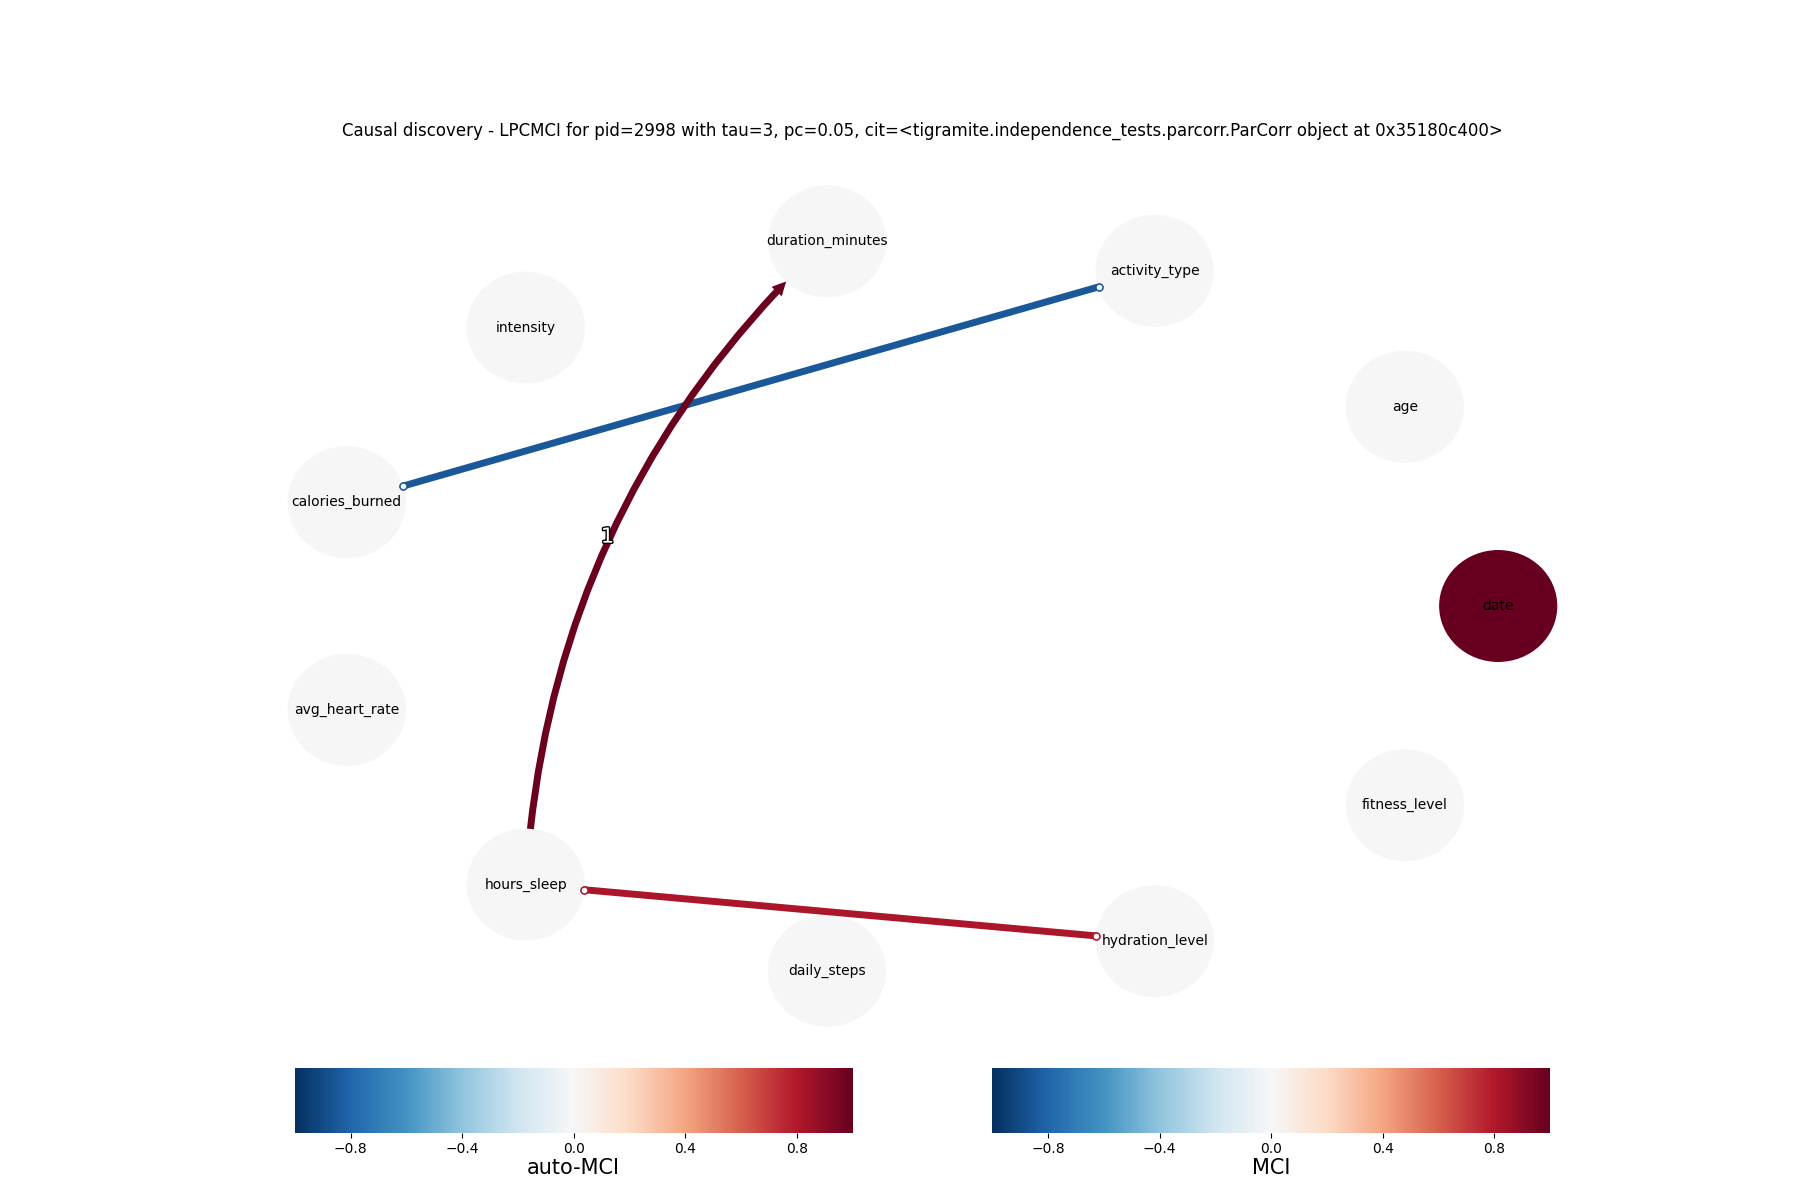 Causal discovery - LPCMCI for pid=2998 with tau=3, pc=0.05, cit=<tigramite.independence_tests.parcorr.ParCorr object at 0x35180c400>
duration_minutes
activity_type
intensity
age
calories_burned
1
date
avg_heart_rate
fitness_level
hours_sleep
hydration_level
daily_steps
−0.8 −0.4 0.0 0.4 0.8
auto-MCI
−0.8 −0.4 0.0 0.4 0.8
MCI